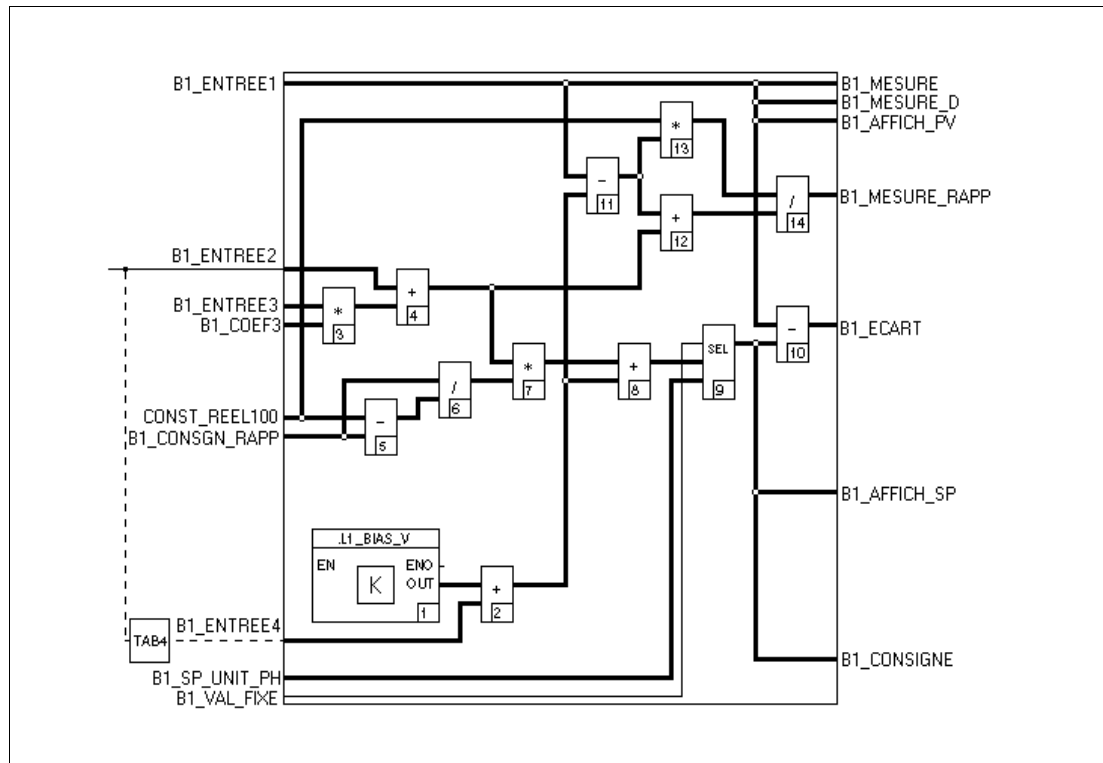 B1_ENTREE1
B1_MESURE
B1_MESURE_D
B1_AFFICH_PV
*
13
-
11
/
14
B1_MESURE_RAPP
+
12
B1_ENTREE2
+
4
B1_ENTREE3
*
3
B1_COEF3
-
10
B1_ECART
SEL
9
*
7
+
8
/
6
CONST_REEL100
-
5
B1_CONSGN_RAPP
B1_AFFICH_SP
.L1_BIAS_V
EN
ENO
K
OUT
1
+
2
B1_ENTREE4
TAB4
B1_CONSIGNE
B1_SP_UNIT_PH
B1_VAL_FIXE